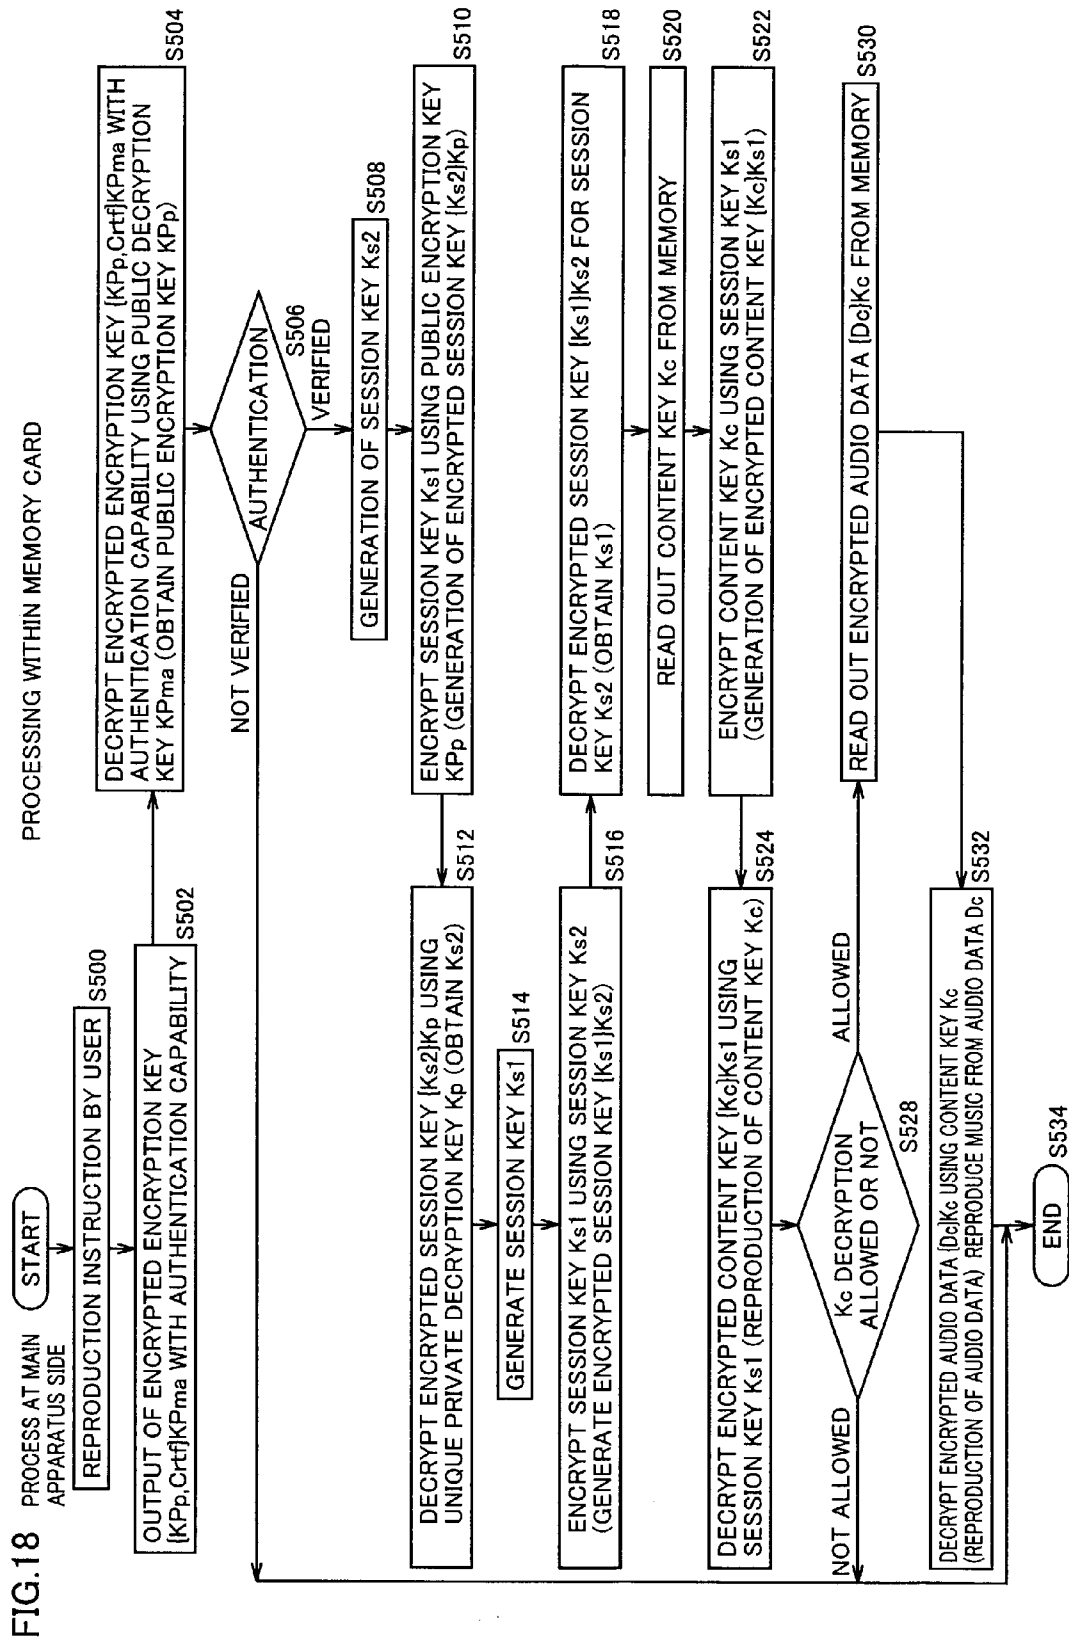 FIG.18
PROCESS AT MAIN
APPARATUS SIDE
PROCESSING WITHIN MEMORY CARD
START
REPRODUCTION INSTRUCTION BY USER
S500
OUTPUT OF ENCRYPTED ENCRYPTION KEY
{KPp,Crtf}KPma WITH AUTHENTICATION CAPABILITY
S502
DECRYPT ENCRYPTED ENCRYPTION KEY {KPp,Crtf}KPma WITH
AUTHENTICATION CAPABILITY USING PUBLIC DECRYPTION
KEY KPma (OBTAIN PUBLIC ENCRYPTION KEY KPp)
S504
AUTHENTICATION
S506
NOT VERIFIED
VERIFIED
GENERATION OF SESSION KEY Ks2
S508
ENCRYPT SESSION KEY Ks1 USING PUBLIC ENCRYPTION KEY
KPp (GENERATION OF ENCRYPTED SESSION KEY {Ks2}Kp)
S510
DECRYPT ENCRYPTED SESSION KEY {Ks2}Kp USING
UNIQUE PRIVATE DECRYPTION KEY Kp (OBTAIN Ks2)
S512
GENERATE SESSION KEY Ks1
S514
ENCRYPT SESSION KEY Ks1 USING SESSION KEY Ks2
(GENERATE ENCRYPTED SESSION KEY {Ks1}Ks2)
S516
DECRYPT ENCRYPTED SESSION KEY {Ks1}Ks2 FOR SESSION
KEY Ks2 (OBTAIN Ks1)
S518
READ OUT CONTENT KEY Kc FROM MEMORY
S520
ENCRYPT CONTENT KEY Kc USING SESSION KEY Ks1
(GENERATION OF ENCRYPTED CONTENT KEY {Kc}Ks1)
S522
DECRYPT ENCRYPTED CONTENT KEY {Kc}Ks1 USING
SESSION KEY Ks1 (REPRODUCTION OF CONTENT KEY Kc)
S524
Kc DECRYPTION
ALLOWED OR NOT
S528
NOT ALLOWED
ALLOWED
READ OUT ENCRYPTED AUDIO DATA {Dc}Kc FROM MEMORY
S530
DECRYPT ENCRYPTED AUDIO DATA {Dc}Kc USING CONTENT KEY Kc
(REPRODUCTION OF AUDIO DATA) REPRODUCE MUSIC FROM AUDIO DATA Dc
S532
END
S534